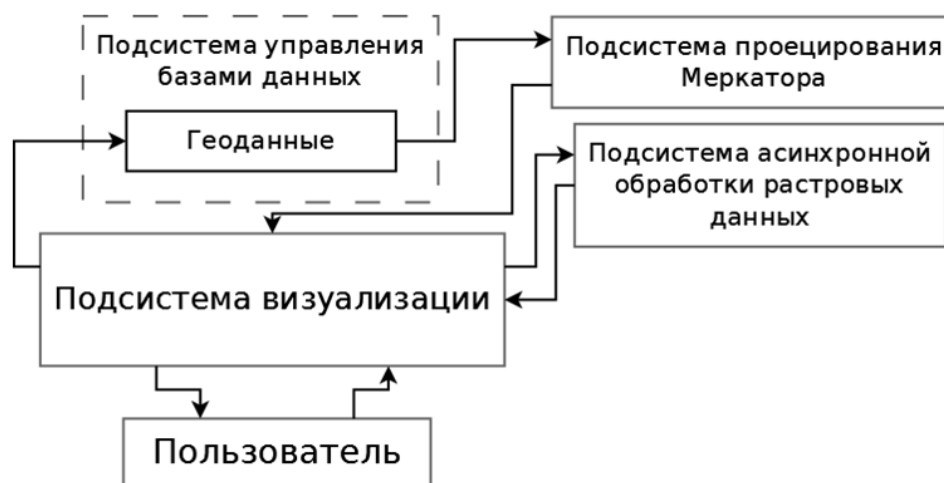 Подсистема управления
базами данных
Геоданные
Подсистема проецирования
Меркатора
Подсистема асинхронной
обработки растровых
данных
Подсистема визуализации
Пользователь